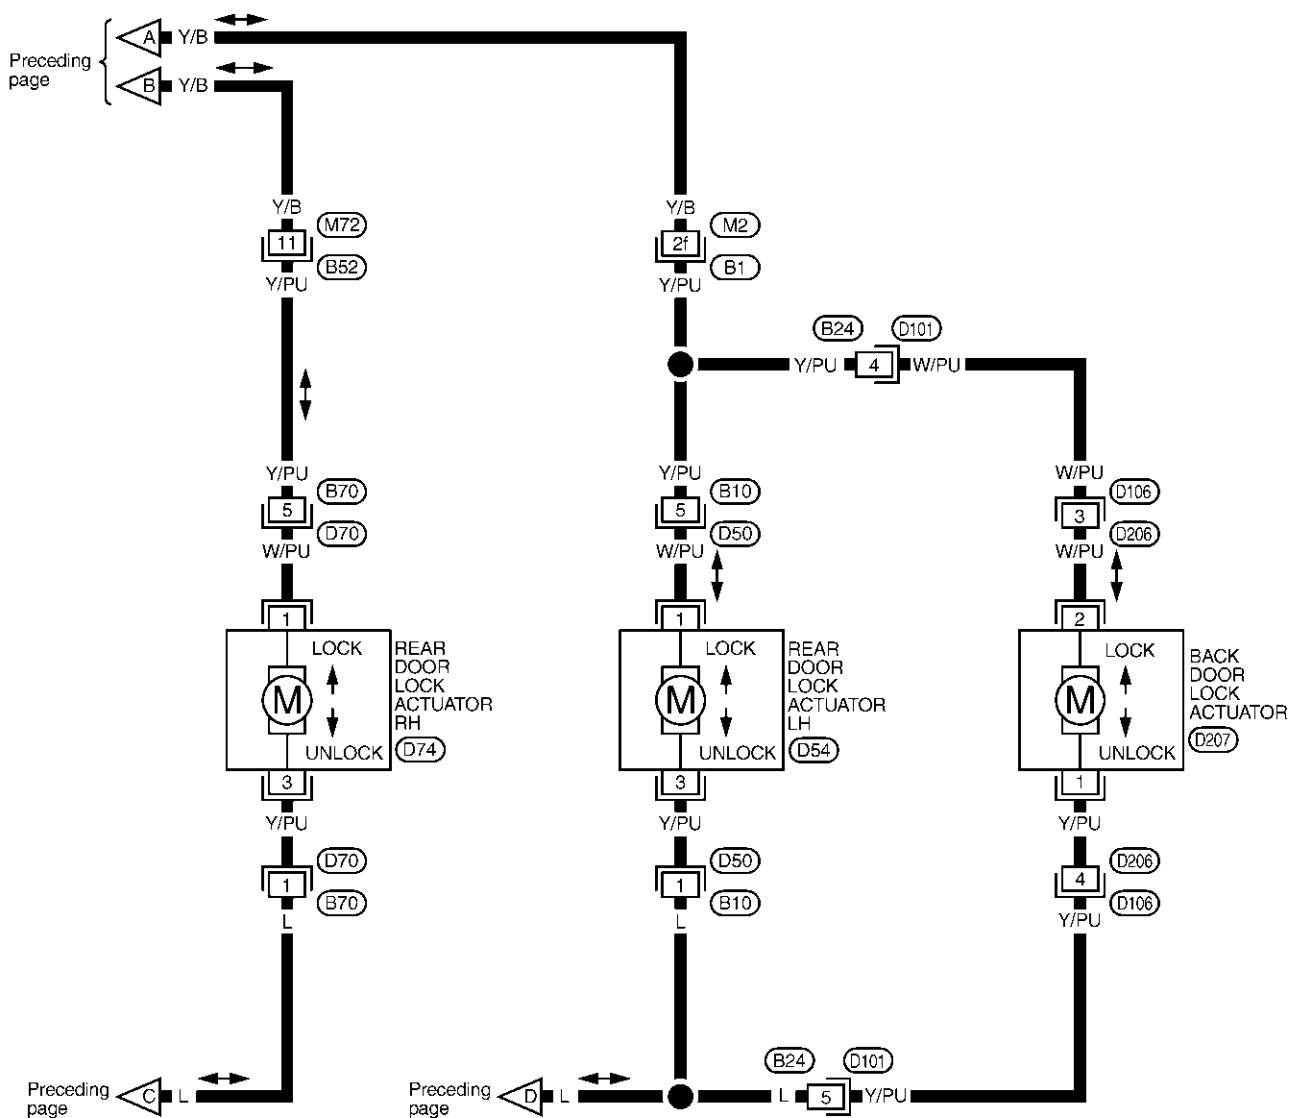 Preceding
page
A Y/B
B Y/B
Y/B
11
M72
B52
Y/PU
Y/B
2f
M2
B1
Y/PU
B24 D101
Y/PU 4 W/PU
Y/PU
5
B70
D70
W/PU
Y/PU
5
B10
D50
W/PU
W/PU
3
D106
D206
W/PU
1
LOCK
M
UNLOCK
REAR
DOOR
LOCK
ACTUATOR
RH
D74
3
1
LOCK
M
UNLOCK
REAR
DOOR
LOCK
ACTUATOR
LH
D54
3
2
LOCK
M
UNLOCK
BACK
DOOR
LOCK
ACTUATOR
D207
1
Y/PU
D70
1
B70
L
Y/PU
D50
1
B10
L
Y/PU
D206
4
D106
Y/PU
Preceding
page
C L
Preceding
page
D L
B24 D101
L 5 Y/PU